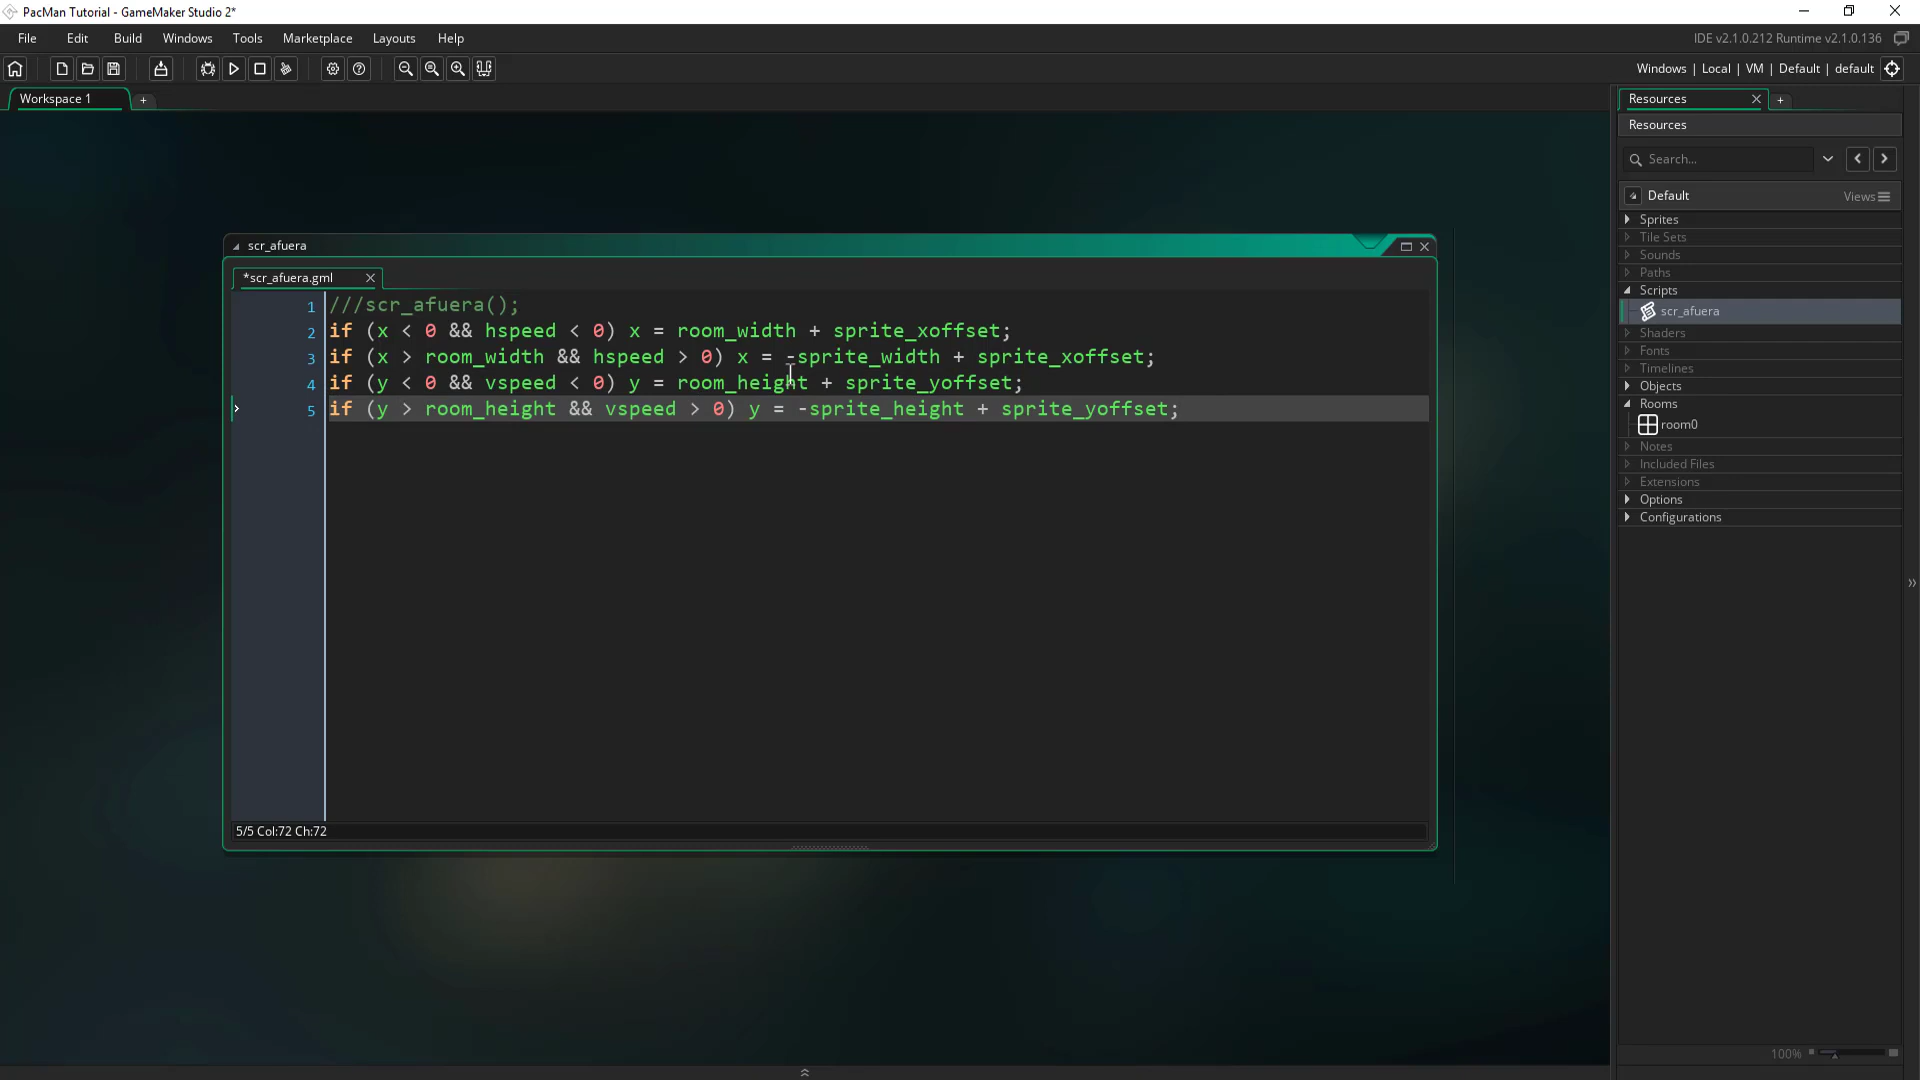 PacMan Tutorial - GameMaker Studio 2*
File Edit Build Windows Tools Marketplace Layouts Help
IDE v2.1.0.212 Runtime v2.1.0.136
Windows | Local | VM | Default | default
Workspace 1
+
Resources
+
Resources
Search...
Default
Views
Sprites
Tile Sets
Sounds
Paths
Scripts
scr_afuera
Shaders
Fonts
Timelines
Objects
Rooms
room0
Notes
Included Files
Extensions
Options
Configurations
100%
scr_afuera
*scr_afuera.gml
1 ///scr_afuera();
2 if (x < 0 && hspeed < 0) x = room_width + sprite_xoffset;
3 if (x > room_width && hspeed > 0) x = -sprite_width + sprite_xoffset;
4 if (y < 0 && vspeed < 0) y = room_height + sprite_yoffset;
5 if (y > room_height && vspeed > 0) y = -sprite_height + sprite_yoffset;
5/5 Col:72 Ch:72